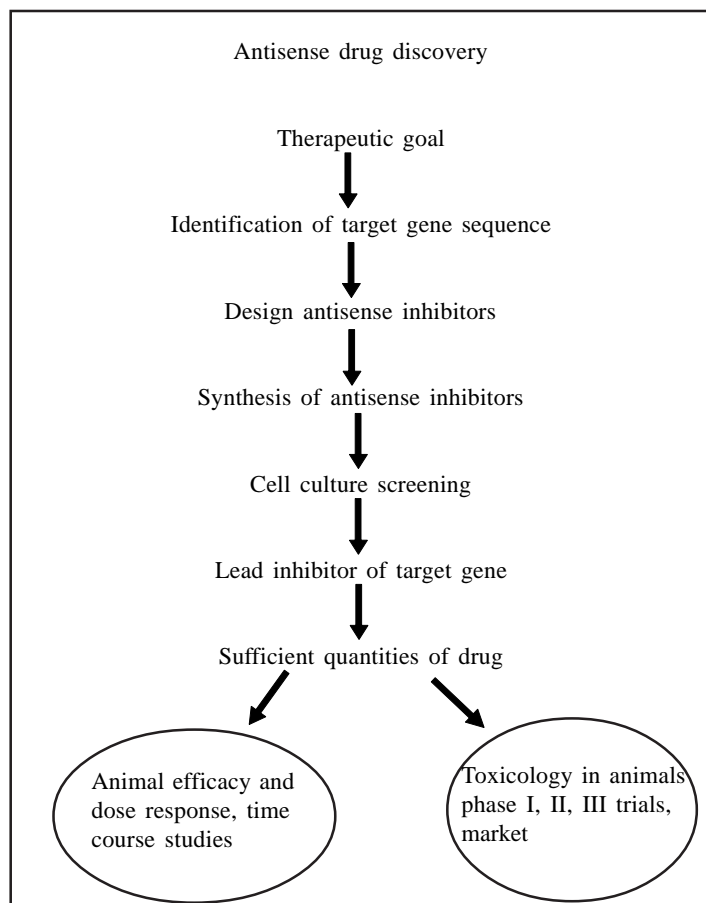 Antisense drug discovery
Therapeutic goal
Identification of target gene sequence
Design antisense inhibitors
Synthesis of antisense inhibitors
Cell culture screening
Lead inhibitor of target gene
Sufficient quantities of drug
Animal efficacy and
dose response, time
course studies
Toxicology in animals
phase I, II, III trials,
market